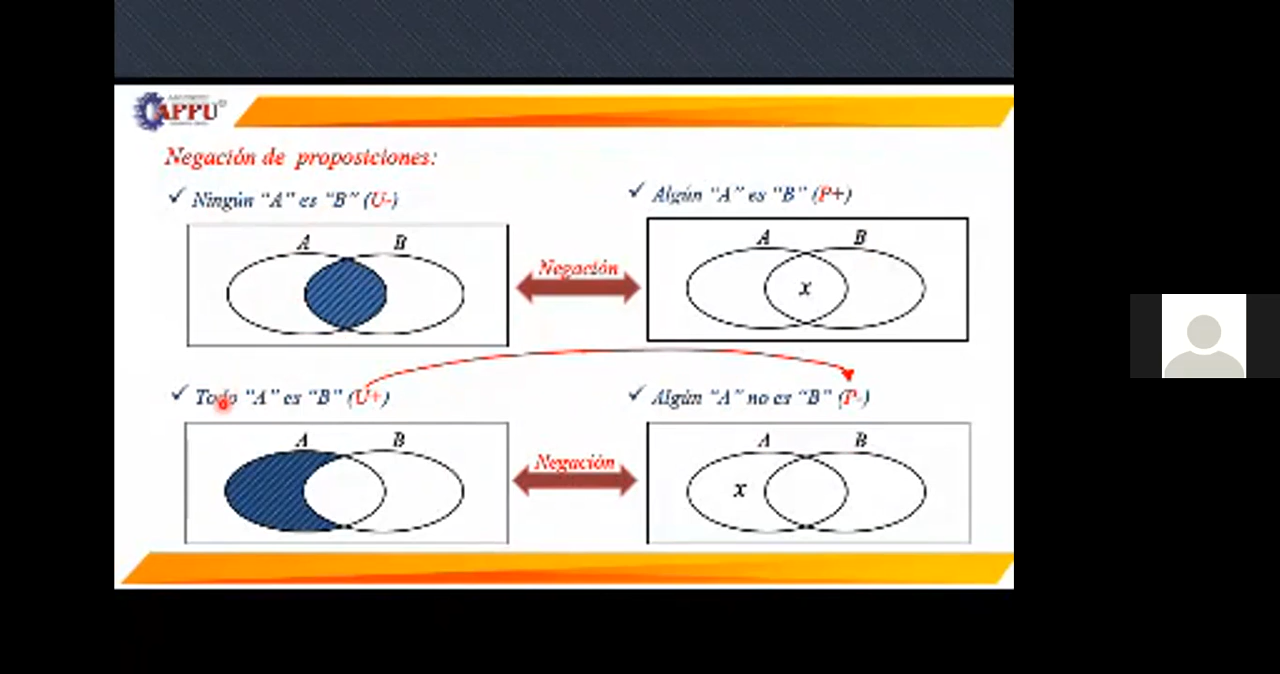 APPU
Negación de proposiciones:
✓ Ningún “A” es “B” (U-)
✓ Algún “A” es “B” (P+)
A B
Negación
A B
x
✓ Todo “A” es “B” (U+)
✓ Algún “A” no es “B” (P-)
A B
Negación
A B
x